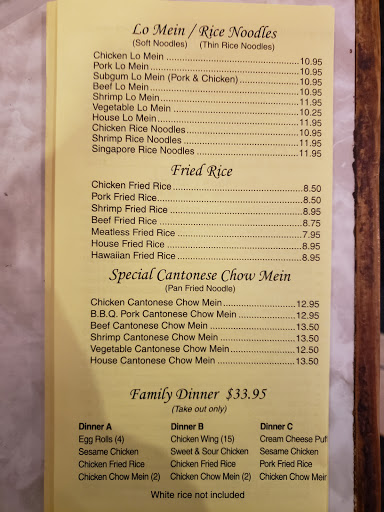 Lo Mein / Rice Noodles
(Soft Noodles) (Thin Rice Noodles)
Chicken Lo Mein 10.95
Pork Lo Mein 10.95
Subgum Lo Mein (Pork & Chicken) 10.95
Beef Lo Mein 10.95
Shrimp Lo Mein 11.95
Vegetable Lo Mein 10.25
House Lo Mein 11.95
Chicken Rice Noodles 10.95
Shrimp Rice Noodles 11.95
Singapore Rice Noodles 11.95
Fried Rice
Chicken Fried Rice 8.50
Pork Fried Rice 8.50
Shrimp Fried Rice 8.95
Beef Fried Rice 8.75
Meatless Fried Rice 7.95
House Fried Rice 8.95
Hawaiian Fried Rice 8.95
Special Cantonese Chow Mein
(Pan Fried Noodle)
Chicken Cantonese Chow Mein 12.95
B.B.Q. Pork Cantonese Chow Mein 12.95
Beef Cantonese Chow Mein 13.50
Shrimp Cantonese Chow Mein 13.50
Vegetable Cantonese Chow Mein 12.50
House Cantonese Chow Mein 13.50
Family Dinner $33.95
(Take out only)
Dinner A Dinner B Dinner C
Egg Rolls (4) Chicken Wing (15) Cream Cheese Puf
Sesame Chicken Sweet & Sour Chicken Sesame Chicken
Chicken Fried Rice Chicken Fried Rice Pork Fried Rice
Chicken Chow Mein (2) Chicken Chow Mein (2) Chicken Chow Mein
White rice not included